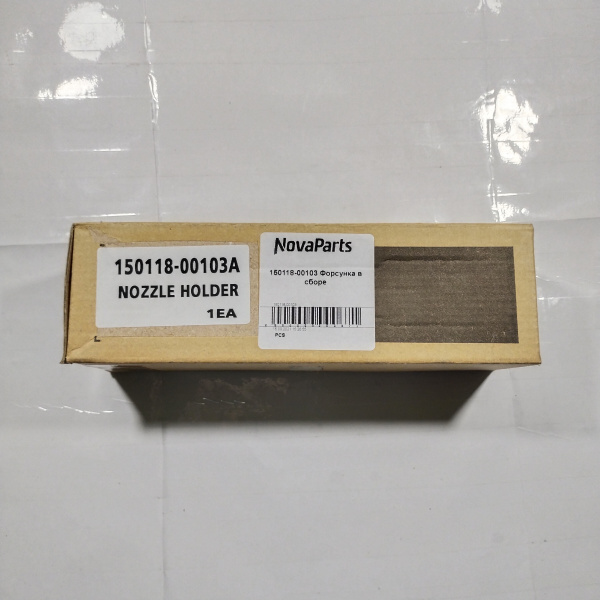 150118-00103A
NOZZLE HOLDER
1EA
NovaParts
150118-00103 Форсунка в
сборе
PCS